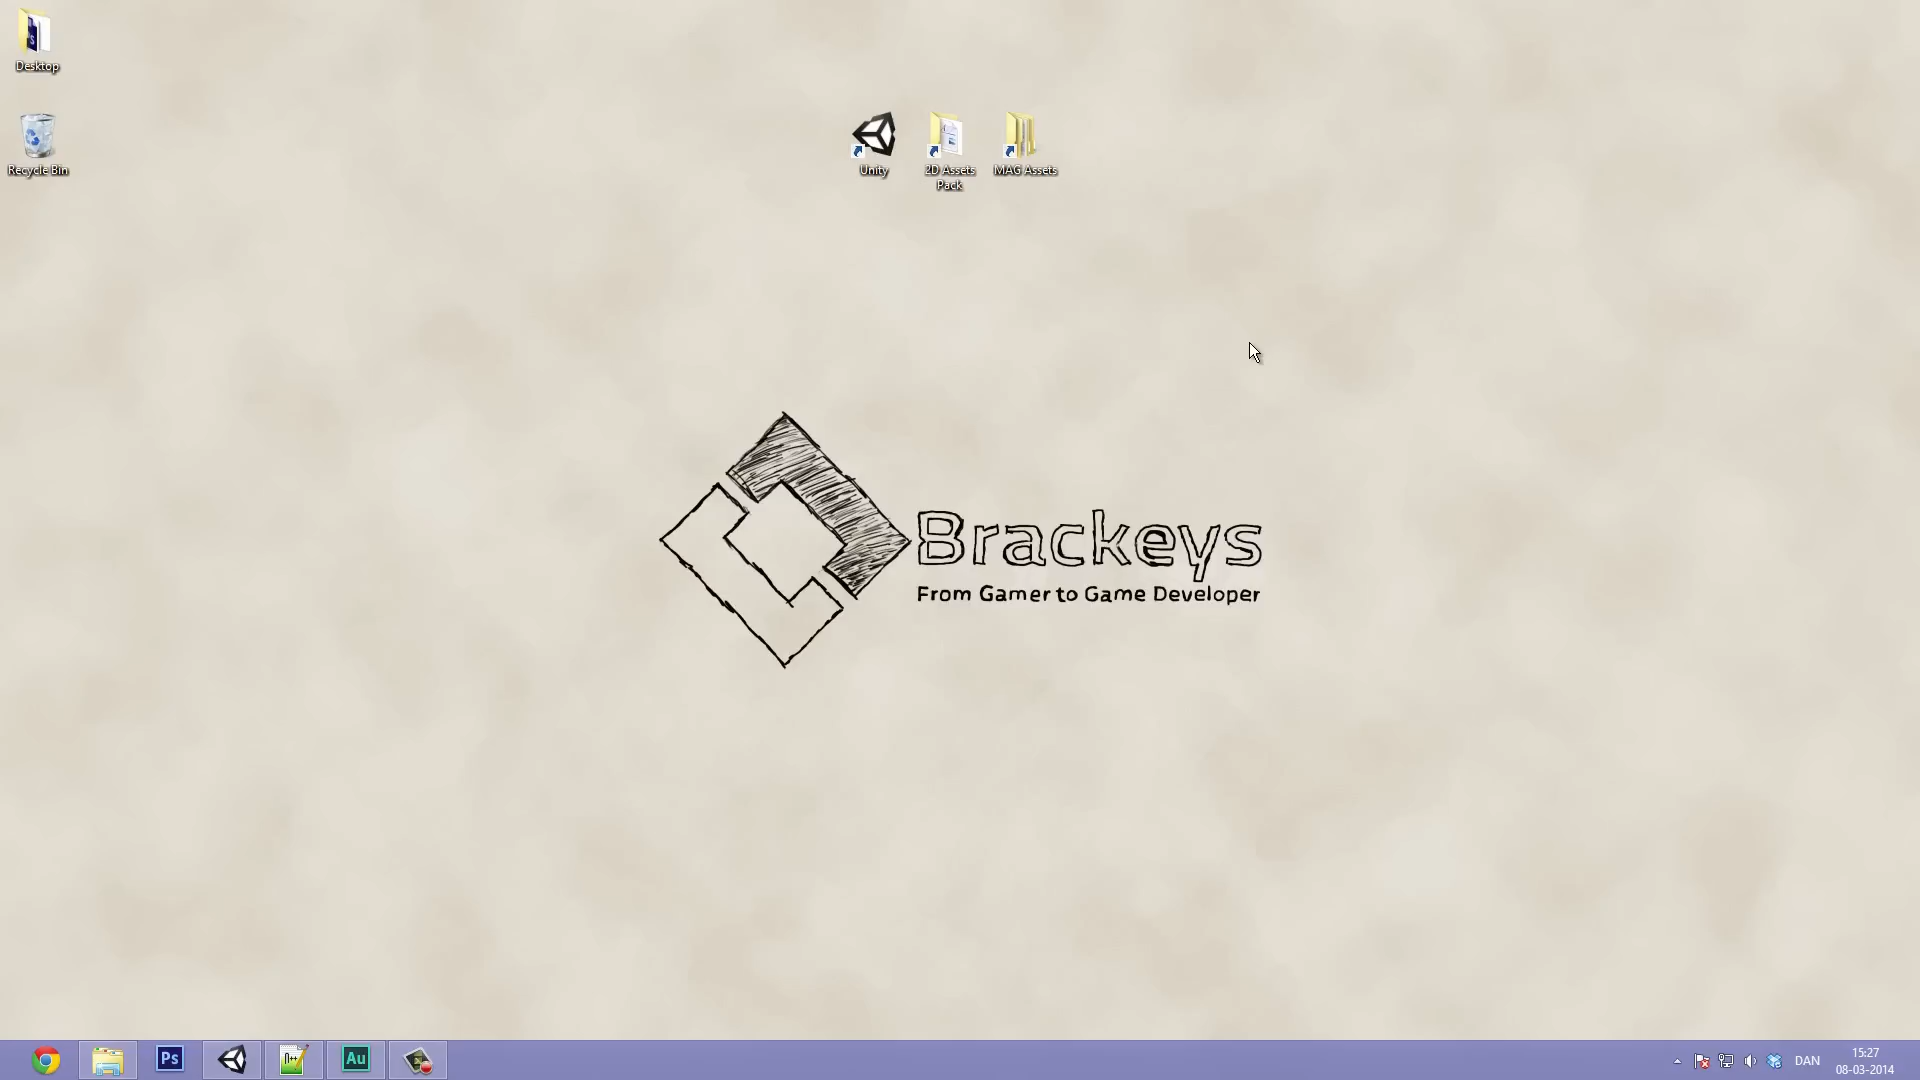 Desktop
Recycle Bin
Unity
2D Assets
Pack
MAG Assets
Brackeys
From Gamer to Game Developer
Ps
Au
DAN
15:27
08-03-2014